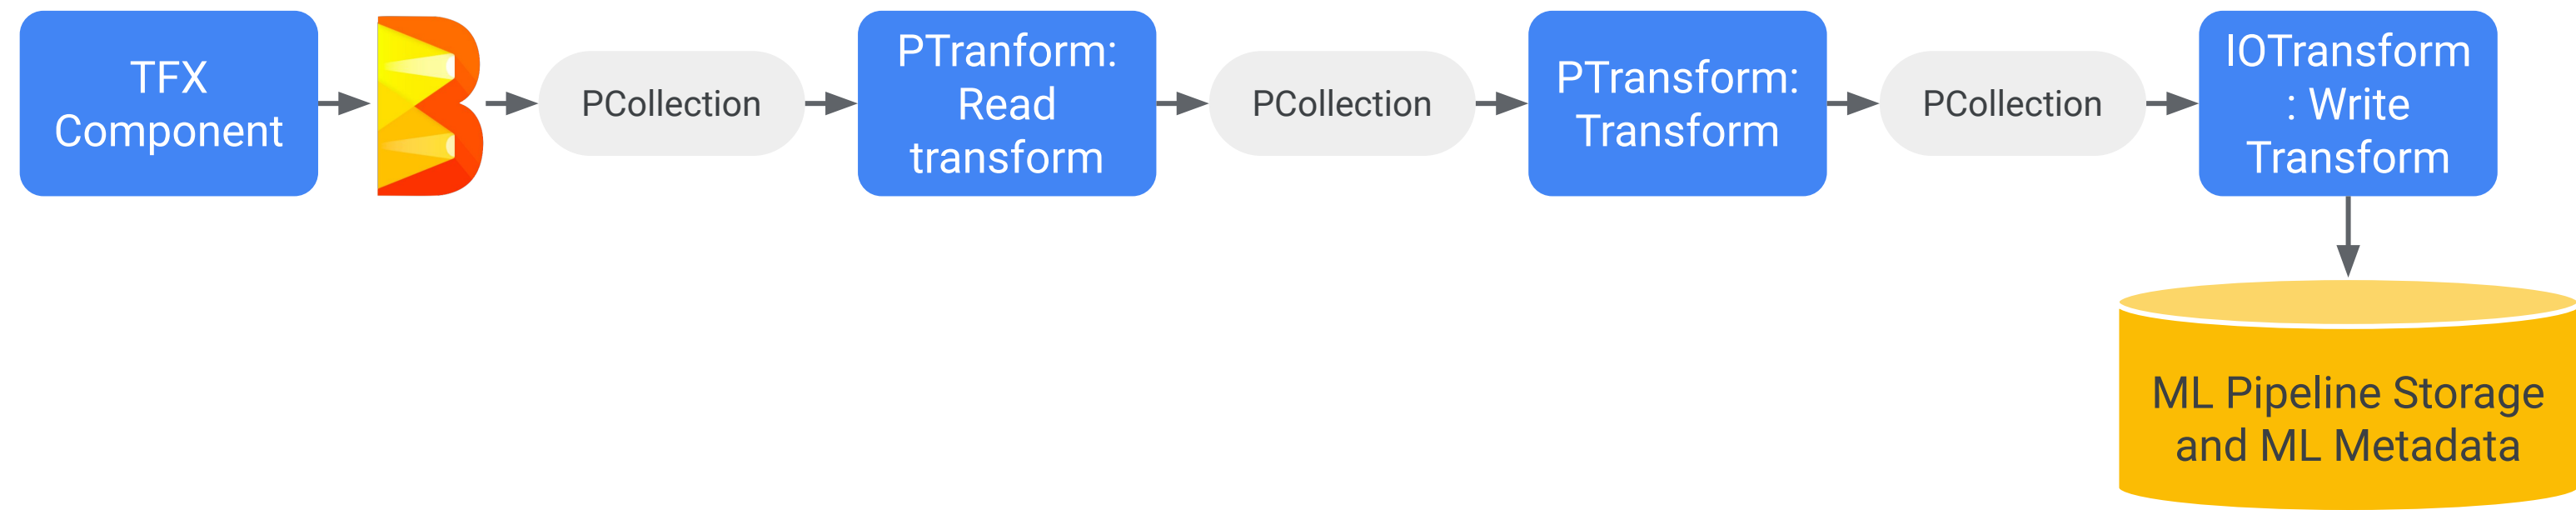 TFX
Component
PCollection
PTranform:
Read
transform
PCollection
PTransform:
Transform
PCollection
IOTransform
: Write
Transform
ML Pipeline Storage
and ML Metadata